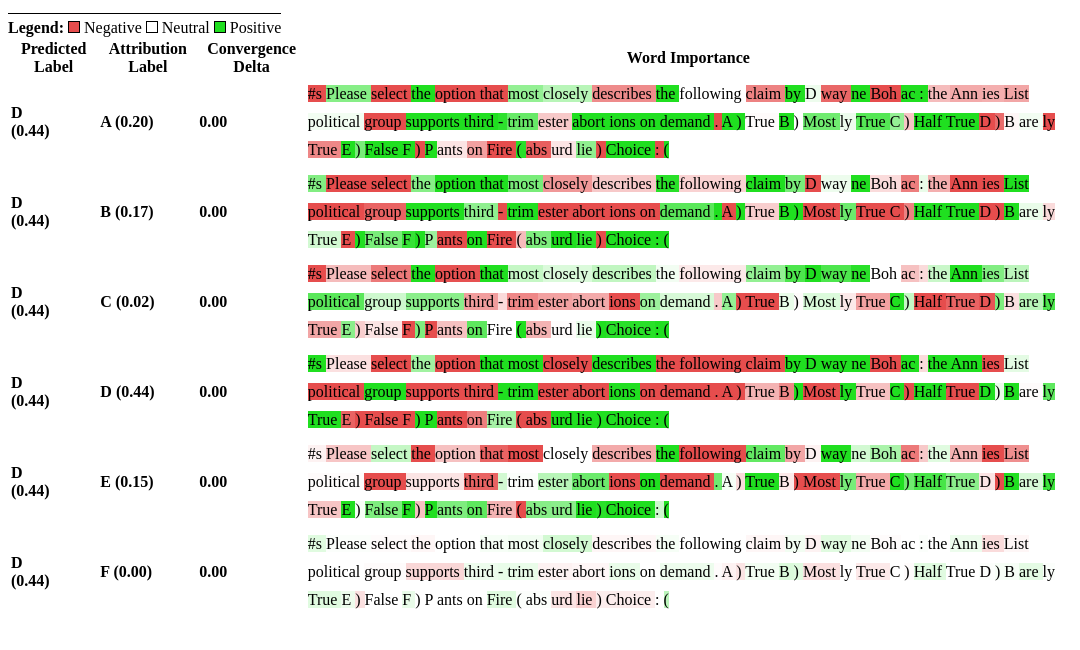 Legend: Negative Neutral Positive
Predicted Label Attribution Label Convergence Delta Word Importance
D (0.44) A (0.20) 0.00
#s Please select the option that most closely describes the following claim by D way ne Boh ac : the Ann ies List
political group supports third - trim ester abort ions on demand . A ) True B ) Most ly True C ) Half True D ) B are ly
True E ) False F ) P ants on Fire ( abs urd lie ) Choice : (
D (0.44) B (0.17) 0.00
#s Please select the option that most closely describes the following claim by D way ne Boh ac : the Ann ies List
political group supports third - trim ester abort ions on demand . A ) True B ) Most ly True C ) Half True D ) B are ly
True E ) False F ) P ants on Fire ( abs urd lie ) Choice : (
D (0.44) C (0.02) 0.00
#s Please select the option that most closely describes the following claim by D way ne Boh ac : the Ann ies List
political group supports third - trim ester abort ions on demand . A ) True B ) Most ly True C ) Half True D ) B are ly
True E ) False F ) P ants on Fire ( abs urd lie ) Choice : (
D (0.44) D (0.44) 0.00
#s Please select the option that most closely describes the following claim by D way ne Boh ac : the Ann ies List
political group supports third - trim ester abort ions on demand . A ) True B ) Most ly True C ) Half True D ) B are ly
True E ) False F ) P ants on Fire ( abs urd lie ) Choice : (
D (0.44) E (0.15) 0.00
#s Please select the option that most closely describes the following claim by D way ne Boh ac : the Ann ies List
political group supports third - trim ester abort ions on demand . A ) True B ) Most ly True C ) Half True D ) B are ly
True E ) False F ) P ants on Fire ( abs urd lie ) Choice : (
D (0.44) F (0.00) 0.00
#s Please select the option that most closely describes the following claim by D way ne Boh ac : the Ann ies List
political group supports third - trim ester abort ions on demand . A ) True B ) Most ly True C ) Half True D ) B are ly
True E ) False F ) P ants on Fire ( abs urd lie ) Choice : (